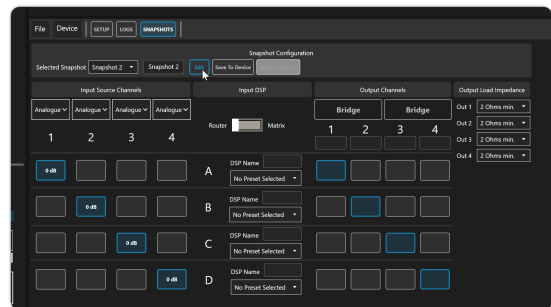 File Device SETUP LOGS SNAPSHOTS
Snapshot Configuration
Selected Snapshot Snapshot 2 Snapshot 2 Edit Save To Device
Input Source Channels Input DSP Output Channels Output Load Impedance
Analogue Analogue Analogue Analogue Bridge Bridge Out 1 2 Ohms min.
1 2 3 4 Router Matrix 1 2 3 4 Out 2 2 Ohms min.
Out 3 2 Ohms min.
Out 4 2 Ohms min.
0 dB A DSP Name
No Preset Selected
0 dB B DSP Name
No Preset Selected
0 dB C DSP Name
No Preset Selected
0 dB D DSP Name
No Preset Selected